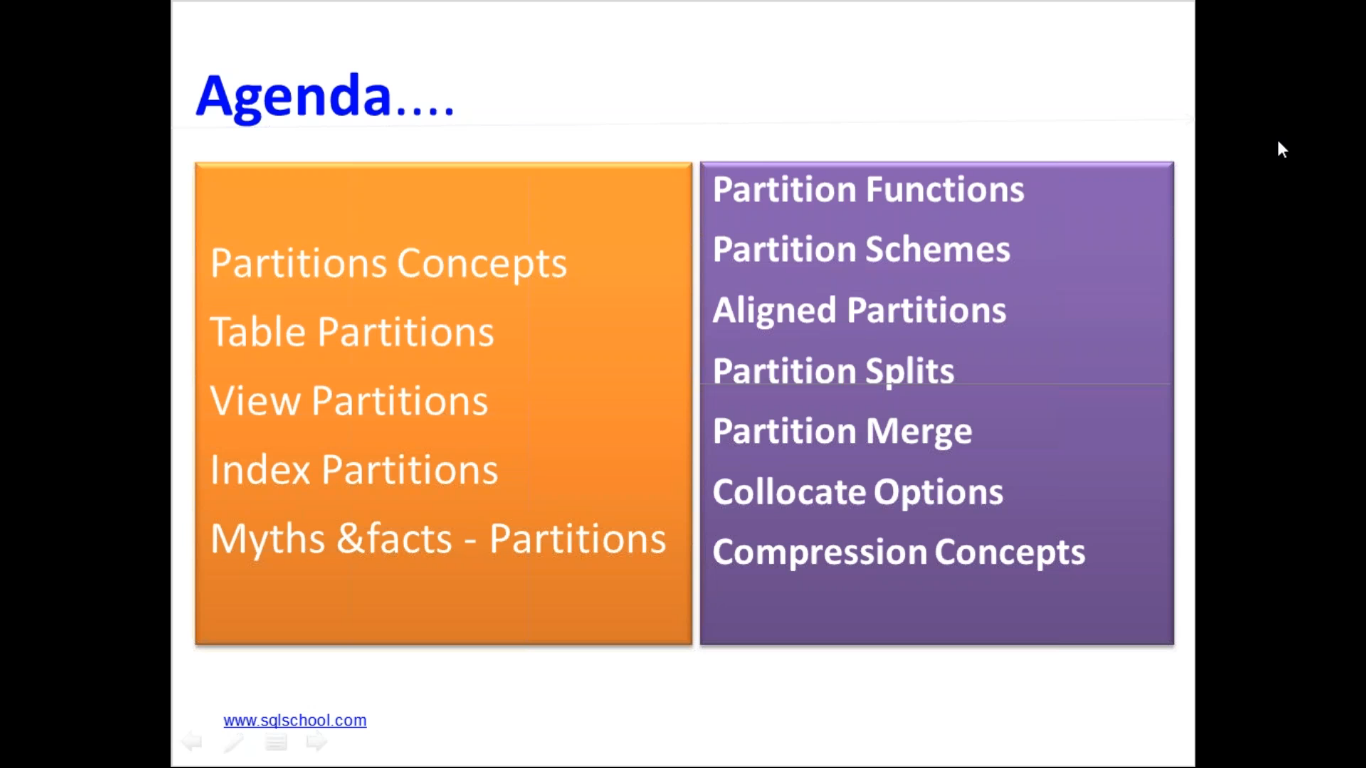 Agenda....
Partitions Concepts
Table Partitions
View Partitions
Index Partitions
Myths &facts - Partitions
Partition Functions
Partition Schemes
Aligned Partitions
Partition Splits
Partition Merge
Collocate Options
Compression Concepts
www.sqlschool.com